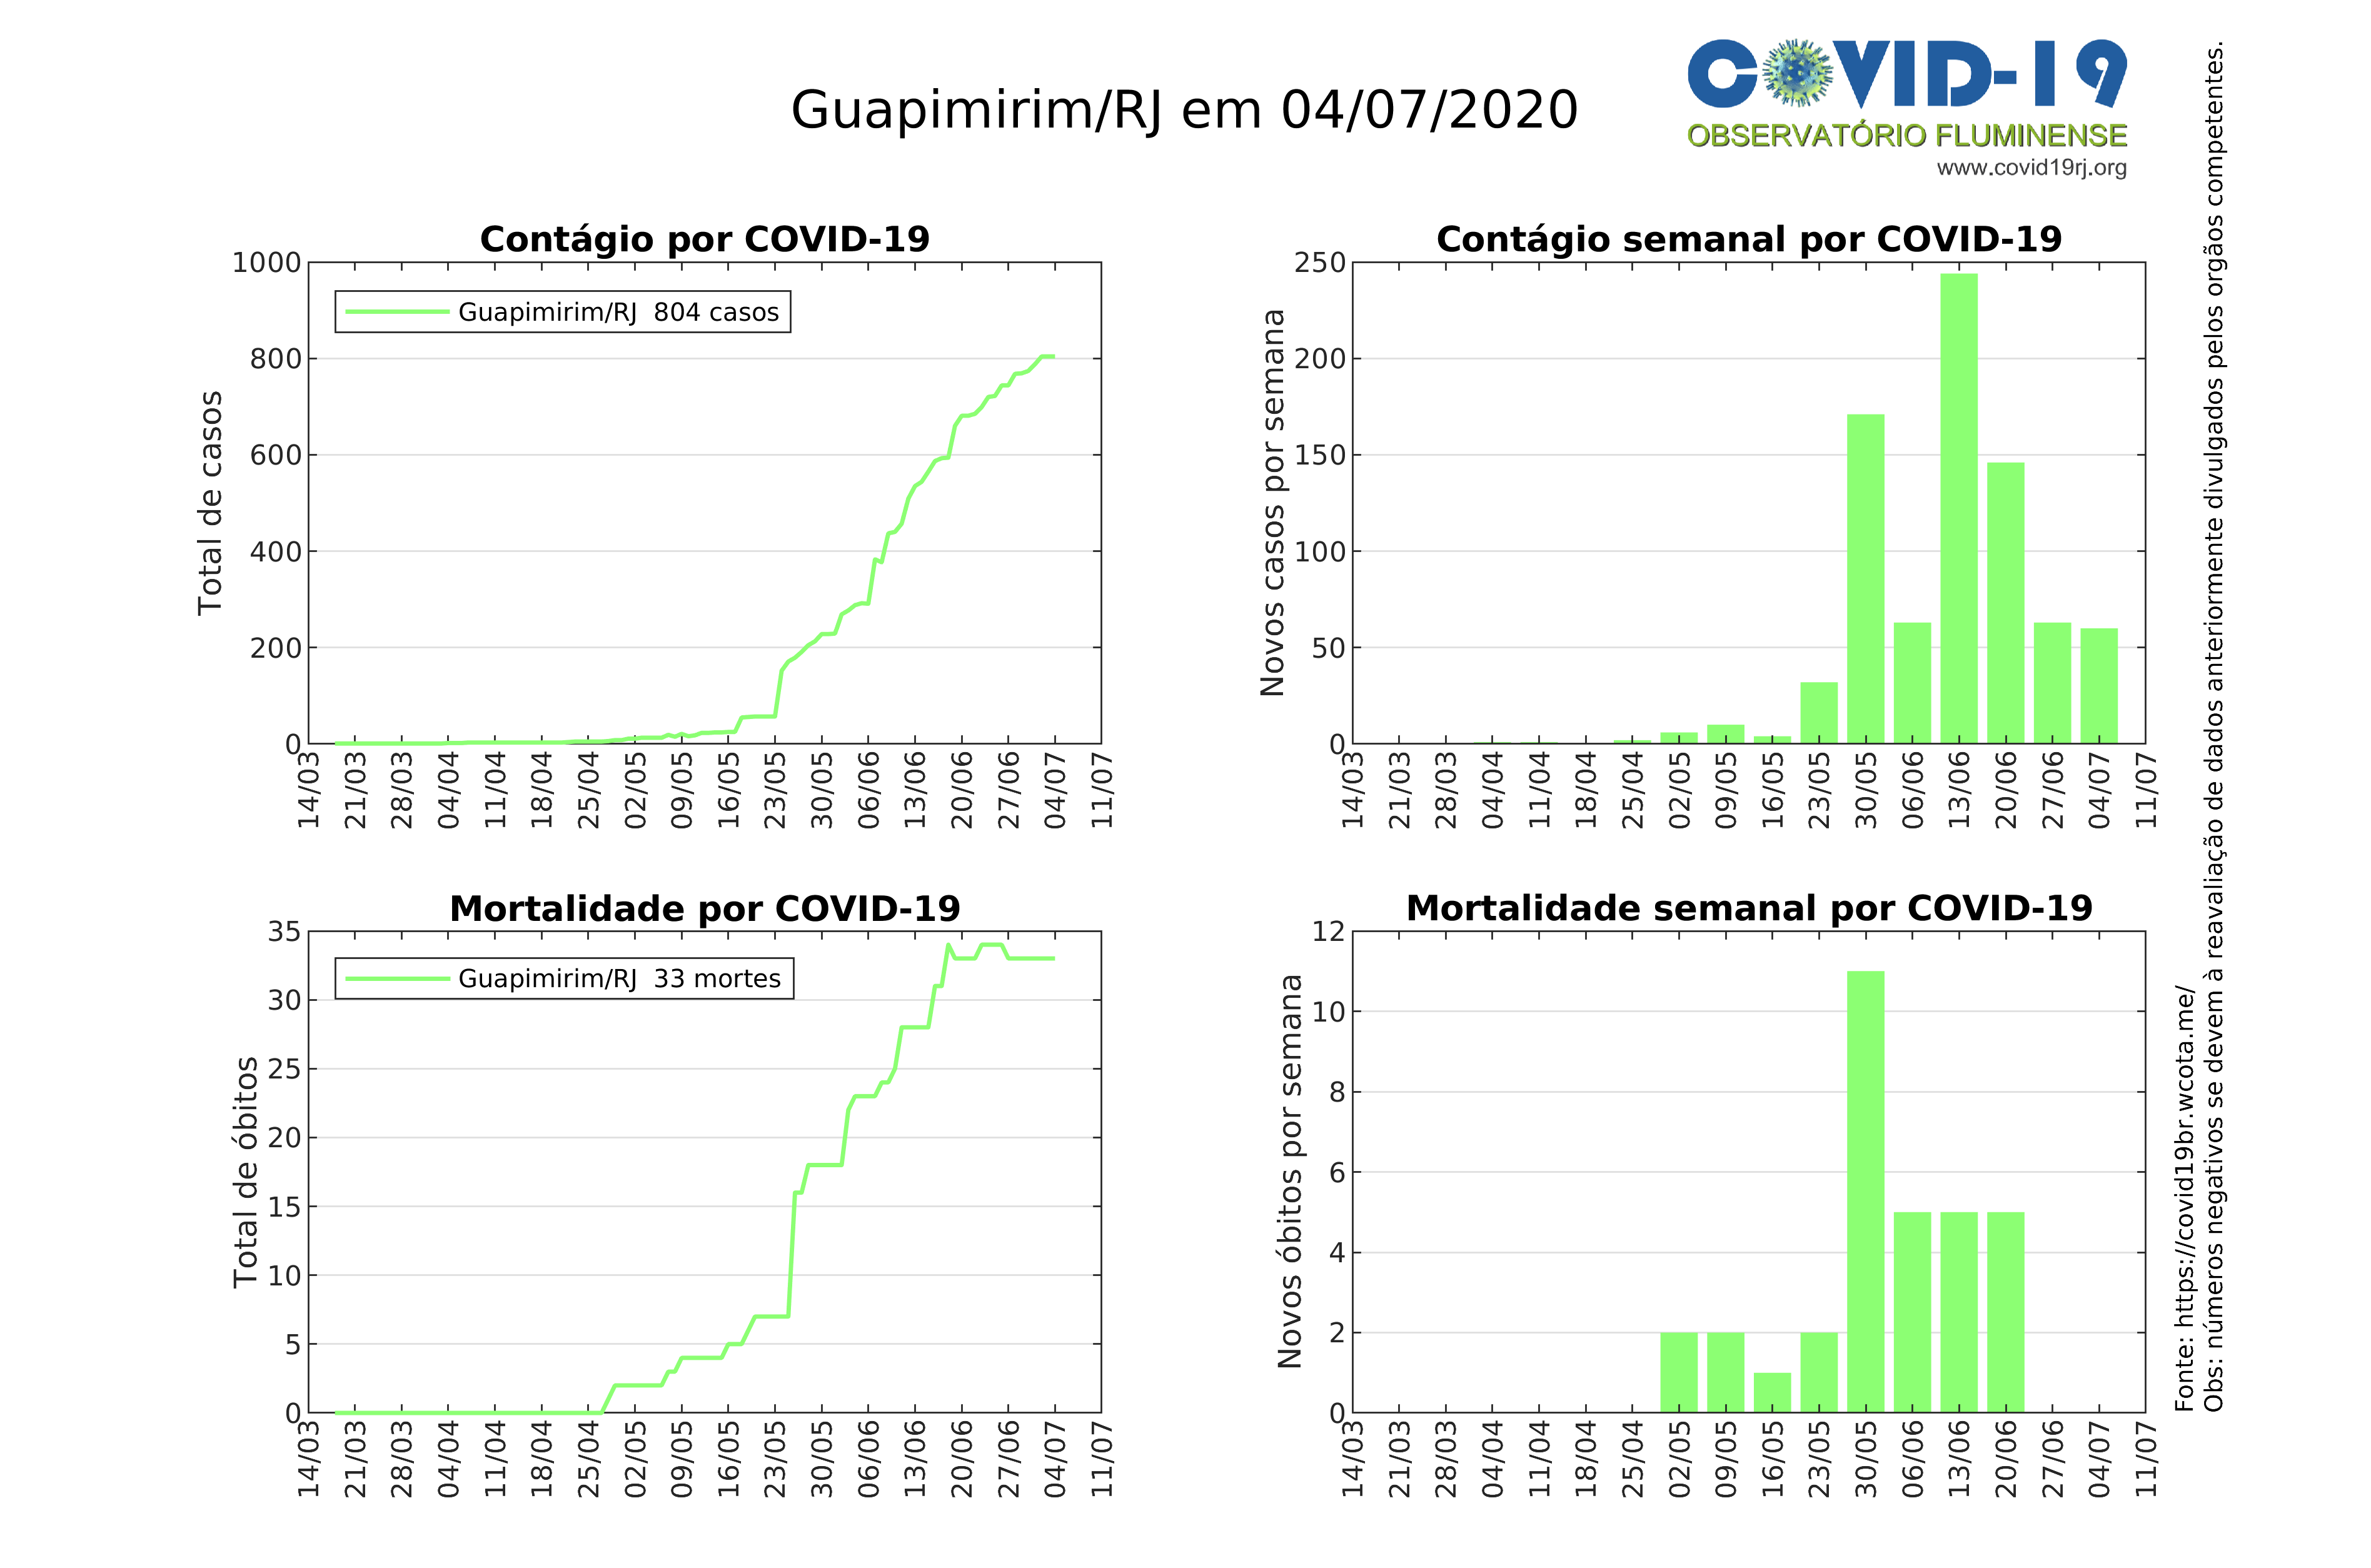 Guapimirim/RJ em 04/07/2020
COVID-19
OBSERVATÓRIO FLUMINENSE
www.covid19rj.org
Contágio por COVID-19
Total de casos
1000
800
600
400
200
0
Guapimirim/RJ 804 casos
14/03 21/03 28/03 04/04 11/04 18/04 25/04 02/05 09/05 16/05 23/05 30/05 06/06 13/06 20/06 27/06 04/07 11/07
Contágio semanal por COVID-19
Novos casos por semana
250
200
150
100
50
0
14/03 21/03 28/03 04/04 11/04 18/04 25/04 02/05 09/05 16/05 23/05 30/05 06/06 13/06 20/06 27/06 04/07 11/07
Mortalidade por COVID-19
Total de óbitos
35
30
25
20
15
10
5
0
Guapimirim/RJ 33 mortes
14/03 21/03 28/03 04/04 11/04 18/04 25/04 02/05 09/05 16/05 23/05 30/05 06/06 13/06 20/06 27/06 04/07 11/07
Mortalidade semanal por COVID-19
Novos óbitos por semana
12
10
8
6
4
2
0
14/03 21/03 28/03 04/04 11/04 18/04 25/04 02/05 09/05 16/05 23/05 30/05 06/06 13/06 20/06 27/06 04/07 11/07
Fonte: https://covid19br.wcota.me/
Obs: números negativos se devem à reavaliação de dados anteriormente divulgados pelos orgãos competentes.